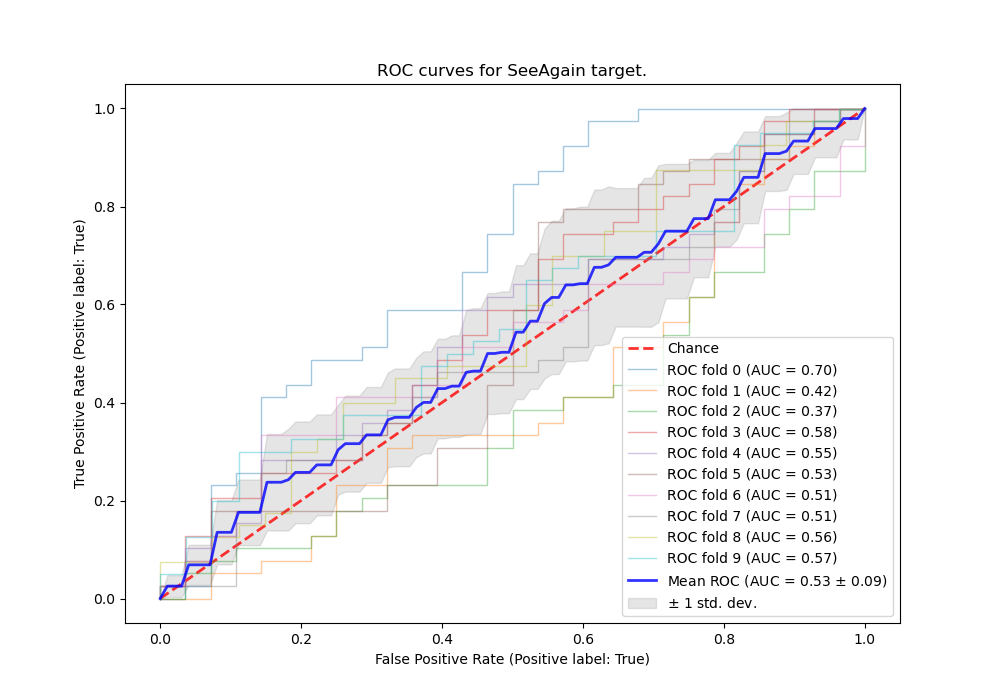 ROC curves for SeeAgain target.
True Positive Rate (Positive label: True)
1.0
0.8
0.6
0.4
0.2
0.0
0.0 0.2 0.4 0.6 0.8 1.0
False Positive Rate (Positive label: True)
Chance
ROC fold 0 (AUC = 0.70)
ROC fold 1 (AUC = 0.42)
ROC fold 2 (AUC = 0.37)
ROC fold 3 (AUC = 0.58)
ROC fold 4 (AUC = 0.55)
ROC fold 5 (AUC = 0.53)
ROC fold 6 (AUC = 0.51)
ROC fold 7 (AUC = 0.51)
ROC fold 8 (AUC = 0.56)
ROC fold 9 (AUC = 0.57)
Mean ROC (AUC = 0.53 ± 0.09)
± 1 std. dev.